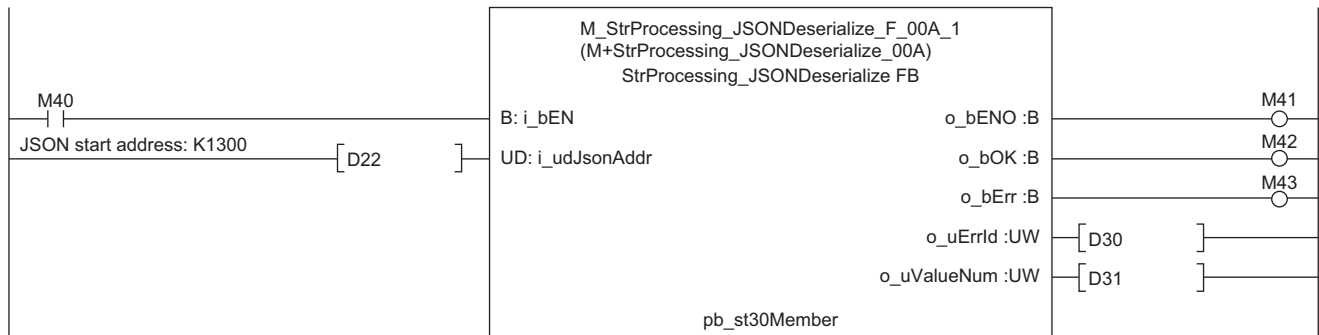 M_StrProcessing_JSONDeserialize_F_00A_1
(M+StrProcessing_JSONDeserialize_00A)
StrProcessing_JSONDeserialize FB
M40
B: i_bEN
o_bENO :B
M41
JSON start address: K1300
D22
UD: i_udJsonAddr
o_bOK :B
M42
o_bErr :B
M43
o_uErrId :UW
D30
o_uValueNum :UW
D31
pb_st30Member